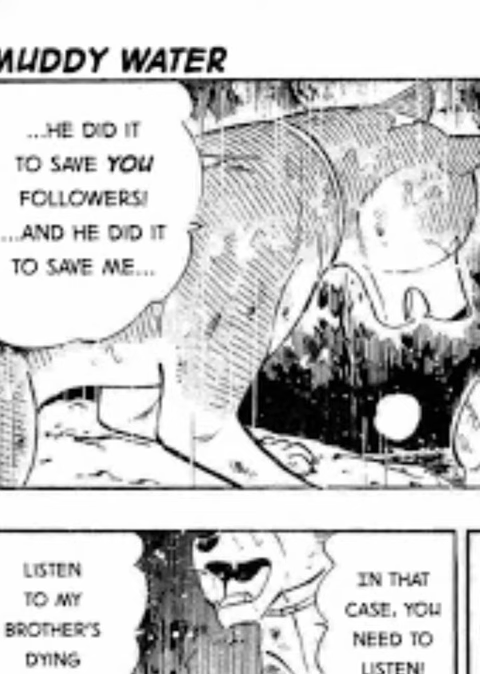 MUDDY WATER
...HE DID IT
TO SAVE YOU
FOLLOWERS!
...AND HE DID IT
TO SAVE ME...
IN THAT
CASE, YOU
NEED TO
LISTEN!
LISTEN
TO MY
BROTHER'S
DYING